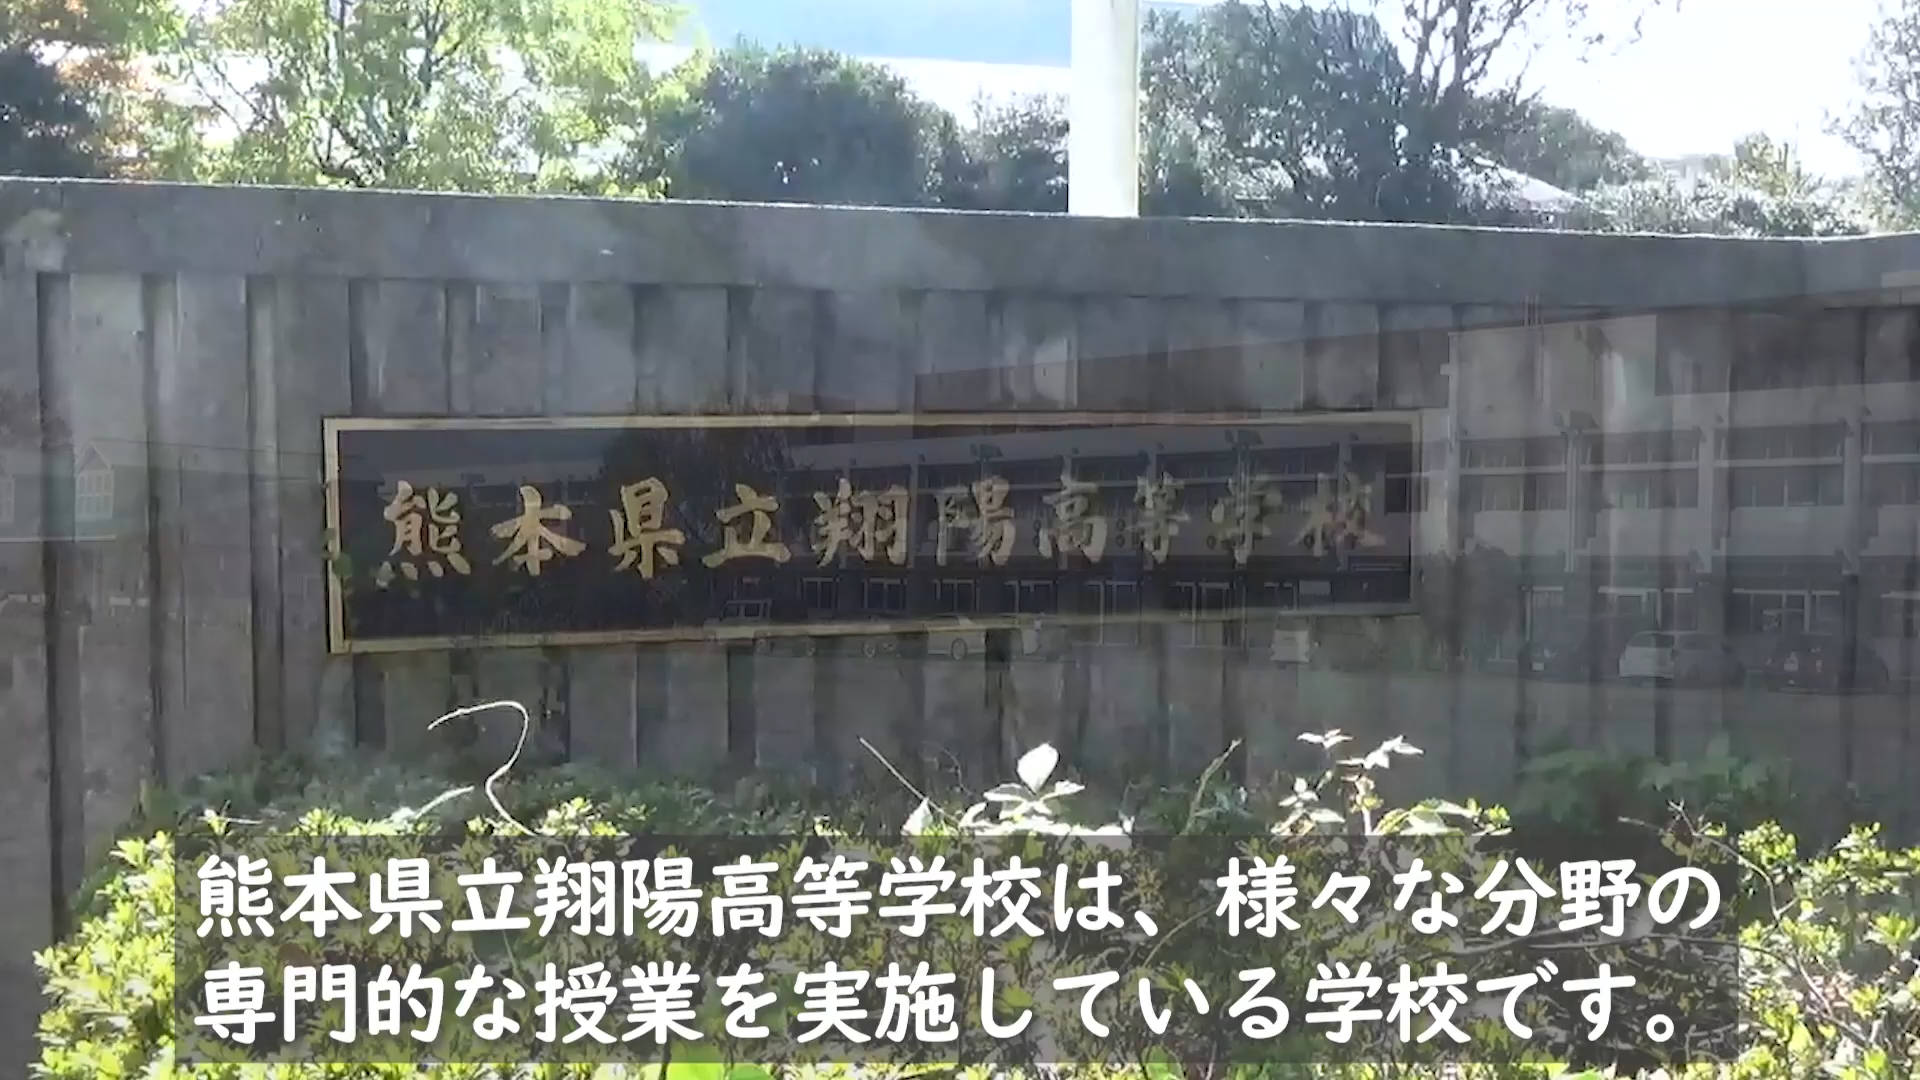 熊本県立翔陽高等学校
熊本県立翔陽高等学校は、様々な分野の
専門的な授業を実施している学校です。